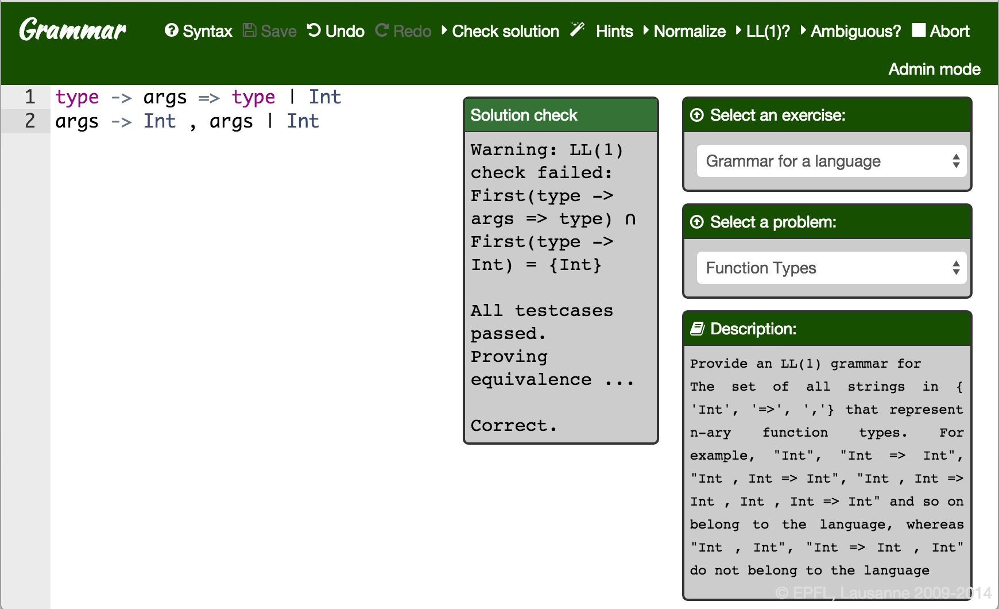 Grammar
Syntax Save Undo Redo Check solution Hints Normalize LL(1)? Ambiguous? Abort
Admin mode
1 type -> args => type | Int
2 args -> Int , args | Int
Solution check
Warning: LL(1)
check failed:
First(type ->
args => type) ∩
First(type ->
Int) = {Int}
All testcases
passed.
Proving
equivalence ...
Correct.
Select an exercise:
Grammar for a language
Select a problem:
Function Types
Description:
Provide an LL(1) grammar for
The set of all strings in {
'Int', '=>', ','} that represent
n-ary function types. For
example, "Int", "Int => Int",
"Int , Int => Int", "Int , Int =>
Int , Int , Int => Int" and so on
belong to the language, whereas
"Int , Int", "Int => Int , Int"
do not belong to the language
© EPFL, Lausanne 2009-2014